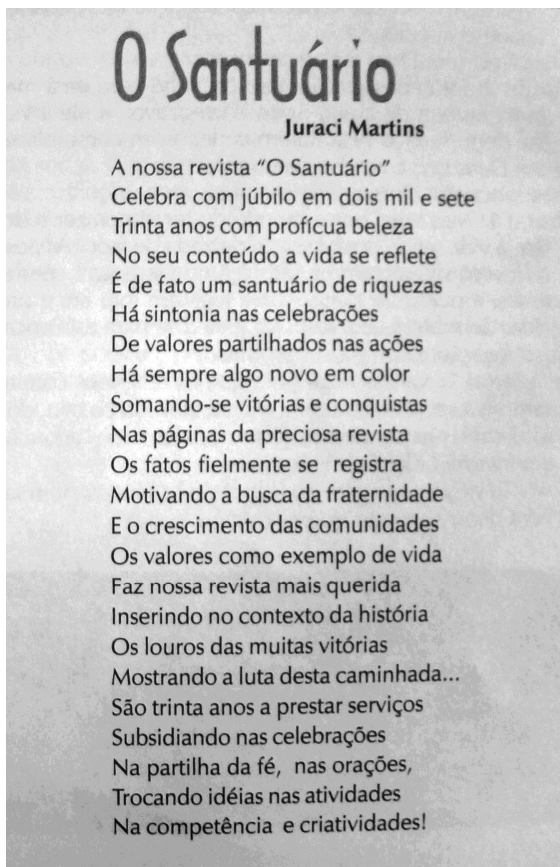 O Santuário
Juraci Martins
A nossa revista “O Santuário”
Celebra com júbilo em dois mil e sete
Trinta anos com profícua beleza
No seu conteúdo a vida se reflete
E de fato um santuário de riquezas
Há sintonia nas celebrações
De valores partilhados nas ações
Há sempre algo novo em color
Somando-se vitórias e conquistas
Nas páginas da preciosa revista
Os fatos fielmente se registra
Motivando a busca da fraternidade
E o crescimento das comunidades
Os valores como exemplo de vida
Faz nossa revista mais querida
Inserindo no contexto da história
Os louros das muitas vitórias
Mostrando a luta desta caminhada...
São trinta anos a prestar serviços
Subsidiando nas celebrações
Na partilha da fé, nas orações,
Trocando idéias nas atividades
Na competência e criatividades!